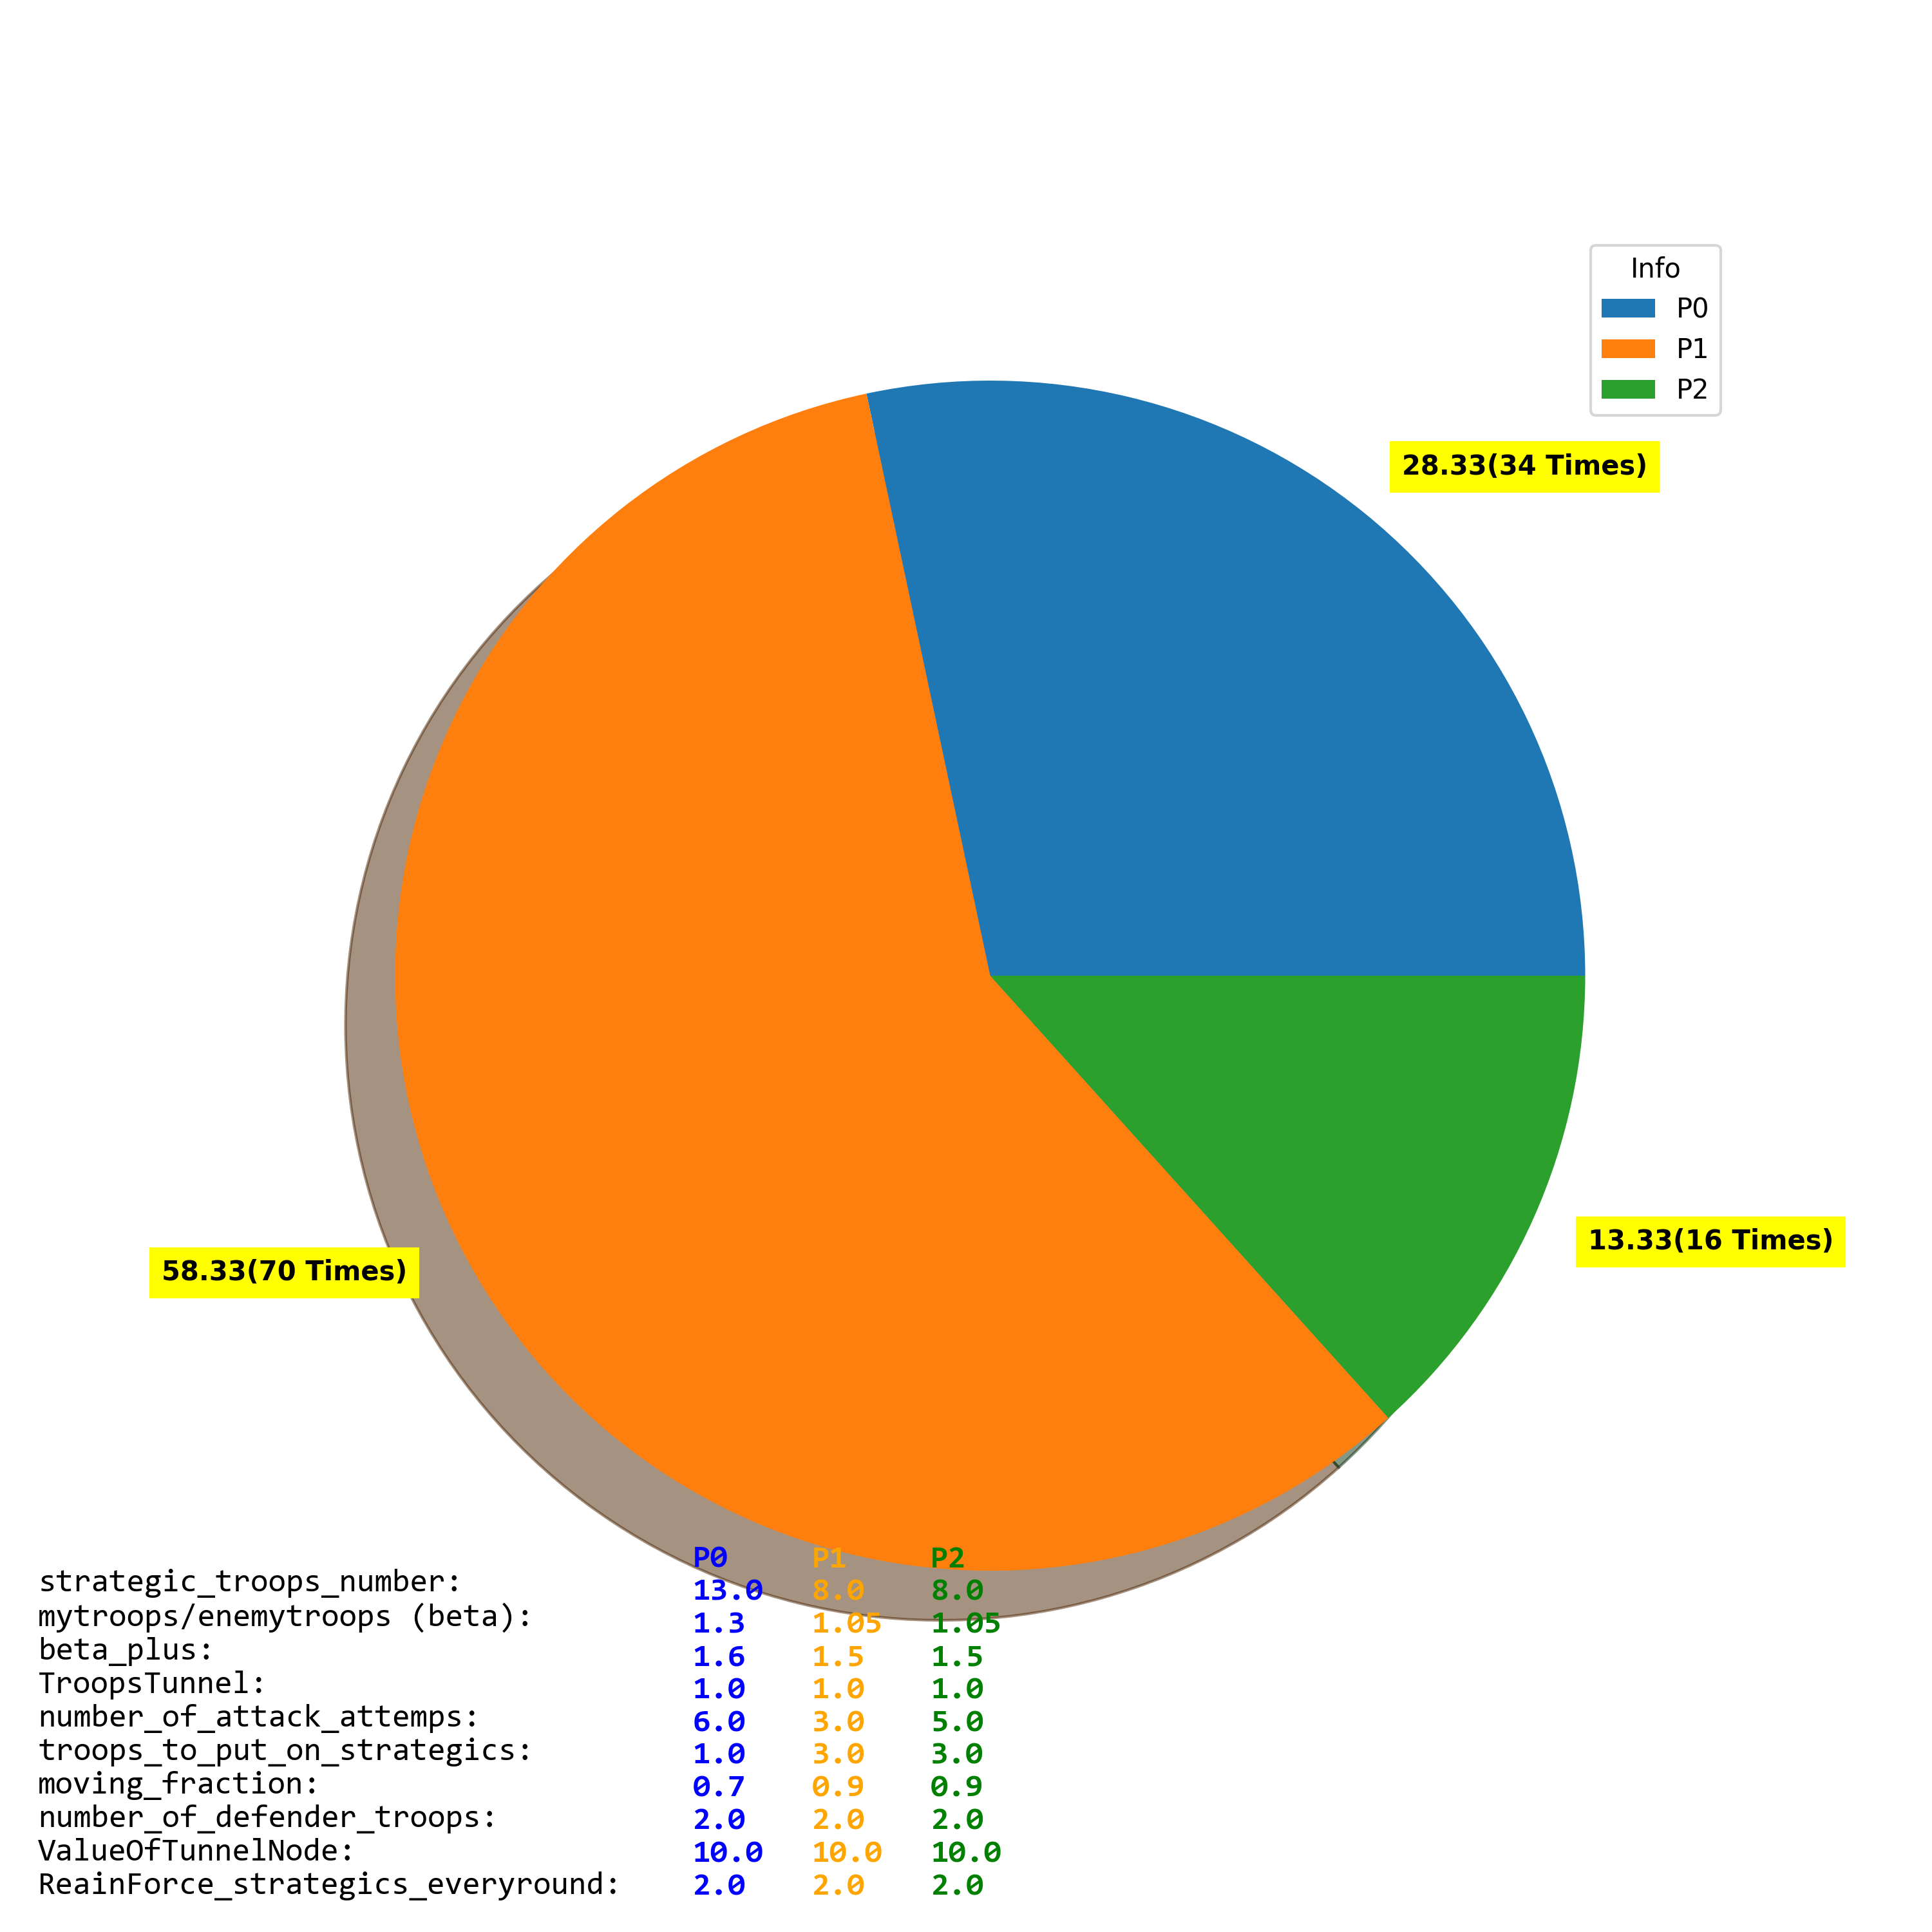 Info
P0
P1
P2
28.33(34 Times)
13.33(16 Times)
58.33(70 Times)
P0 P1 P2
strategic_troops_number: 13.0 8.0 8.0
mytroops/enemytroops (beta): 1.3 1.05 1.05
beta_plus: 1.6 1.5 1.5
TroopsTunnel: 1.0 1.0 1.0
number_of_attack_attemps: 6.0 3.0 5.0
troops_to_put_on_strategics: 1.0 3.0 3.0
moving_fraction: 0.7 0.9 0.9
number_of_defender_troops: 2.0 2.0 2.0
ValueOfTunnelNode: 10.0 10.0 10.0
ReainForce_strategics_everyround: 2.0 2.0 2.0